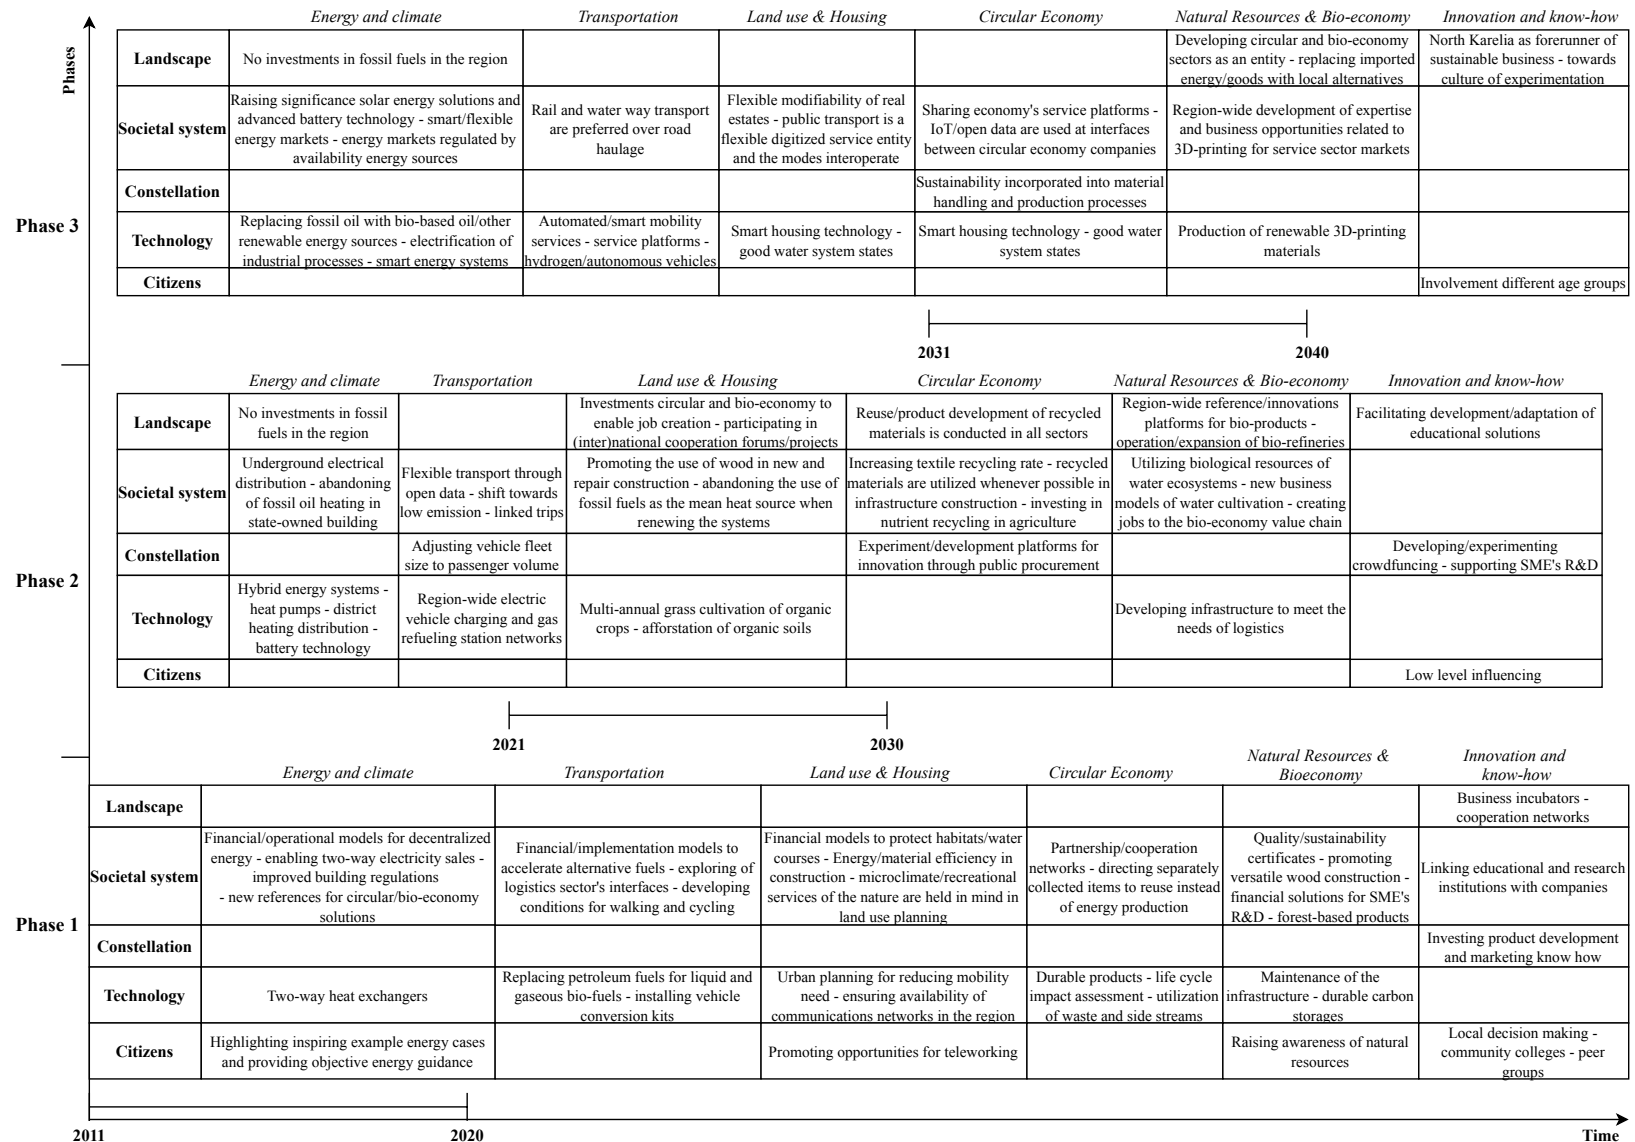 Phases
Energy and climate
Transportation
Land use & Housing
Circular Economy
Natural Resources & Bio-economy
Innovation and know-how
Phase 3
Landscape
No investments in fossil fuels in the region
Developing circular and bio-economy
sectors as an entity - replacing imported
energy/goods with local alternatives
North Karelia as forerunner of
sustainable business - towards
culture of experimentation
Societal system
Raising significance solar energy solutions and
advanced battery technology - smart/flexible
energy markets - energy markets regulated by
availability energy sources
Rail and water way transport
are preferred over road
haulage
Flexible modifiability of real
estates - public transport is a
flexible digitized service entity
and the modes interoperate
Sharing economy's service platforms -
IoT/open data are used at interfaces
between circular economy companies
Region-wide development of expertise
and business opportunities related to
3D-printing for service sector markets
Constellation
Sustainability incorporated into material
handling and production processes
Technology
Replacing fossil oil with bio-based oil/other
renewable energy sources - electrification of
industrial processes - smart energy systems
Automated/smart mobility
services - service platforms -
hydrogen/autonomous vehicles
Smart housing technology -
good water system states
Smart housing technology - good water
system states
Production of renewable 3D-printing
materials
Citizens
Involvement different age groups
2031
2040
Energy and climate
Transportation
Land use & Housing
Circular Economy
Natural Resources & Bio-economy
Innovation and know-how
Phase 2
Landscape
No investments in fossil
fuels in the region
Investments circular and bio-economy to
enable job creation - participating in
(inter)national cooperation forums/projects
Reuse/product development of recycled
materials is conducted in all sectors
Region-wide reference/innovations
platforms for bio-products -
operation/expansion of bio-refineries
Facilitating development/adaptation of
educational solutions
Societal system
Underground electrical
distribution - abandoning
of fossil oil heating in
state-owned building
Flexible transport through
open data - shift towards
low emission - linked trips
Promoting the use of wood in new and
repair construction - abandoning the use of
fossil fuels as the mean heat source when
renewing the systems
Increasing textile recycling rate - recycled
materials are utilized whenever possible in
infrastructure construction - investing in
nutrient recycling in agriculture
Utilizing biological resources of
water ecosystems - new business
models of water cultivation - creating
jobs to the bio-economy value chain
Constellation
Adjusting vehicle fleet
size to passenger volume
Experiment/development platforms for
innovation through public procurement
Developing/experimenting
crowdfuncing - supporting SME's R&D
Technology
Hybrid energy systems -
heat pumps - district
heating distribution -
battery technology
Region-wide electric
vehicle charging and gas
refueling station networks
Multi-annual grass cultivation of organic
crops - afforstation of organic soils
Developing infrastructure to meet the
needs of logistics
Citizens
Low level influencing
2021
2030
Energy and climate
Transportation
Land use & Housing
Circular Economy
Natural Resources &
Bioeconomy
Innovation and
know-how
Phase 1
Landscape
Business incubators -
cooperation networks
Societal system
Financial/operational models for decentralized
energy - enabling two-way electricity sales -
improved building regulations
- new references for circular/bio-economy
solutions
Financial/implementation models to
accelerate alternative fuels - exploring of
logistics sector's interfaces - developing
conditions for walking and cycling
Financial models to protect habitats/water
courses - Energy/material efficiency in
construction - microclimate/recreational
services of the nature are held in mind in
land use planning
Partnership/cooperation
networks - directing separately
collected items to reuse instead
of energy production
Quality/sustainability
certificates - promoting
versatile wood construction -
financial solutions for SME's
R&D - forest-based products
Linking educational and research
institutions with companies
Constellation
Investing product development
and marketing know how
Technology
Two-way heat exchangers
Replacing petroleum fuels for liquid and
gaseous bio-fuels - installing vehicle
conversion kits
Urban planning for reducing mobility
need - ensuring availability of
communications networks in the region
Durable products - life cycle
impact assessment - utilization
of waste and side streams
Maintenance of the
infrastructure - durable carbon
storages
Citizens
Highlighting inspiring example energy cases
and providing objective energy guidance
Promoting opportunities for teleworking
Raising awareness of natural
resources
Local decision making -
community colleges - peer
groups
2011
2020
Time